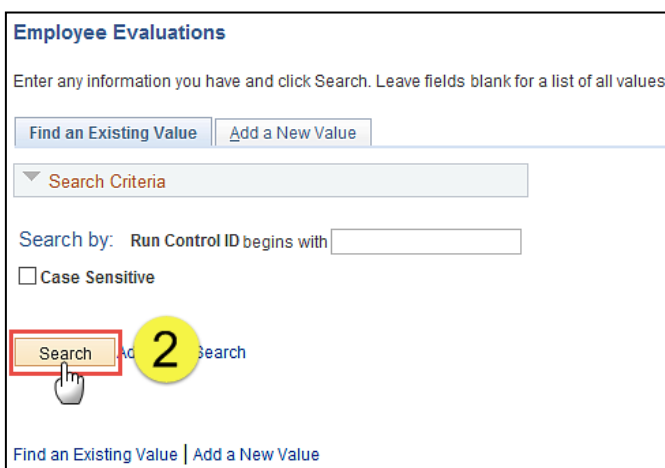 Employee Evaluations
Enter any information you have and click Search. Leave fields blank for a list of all values
Find an Existing Value Add a New Value
Search Criteria
Search by: Run Control ID begins with
Case Sensitive
Search 2 Search
Find an Existing Value | Add a New Value